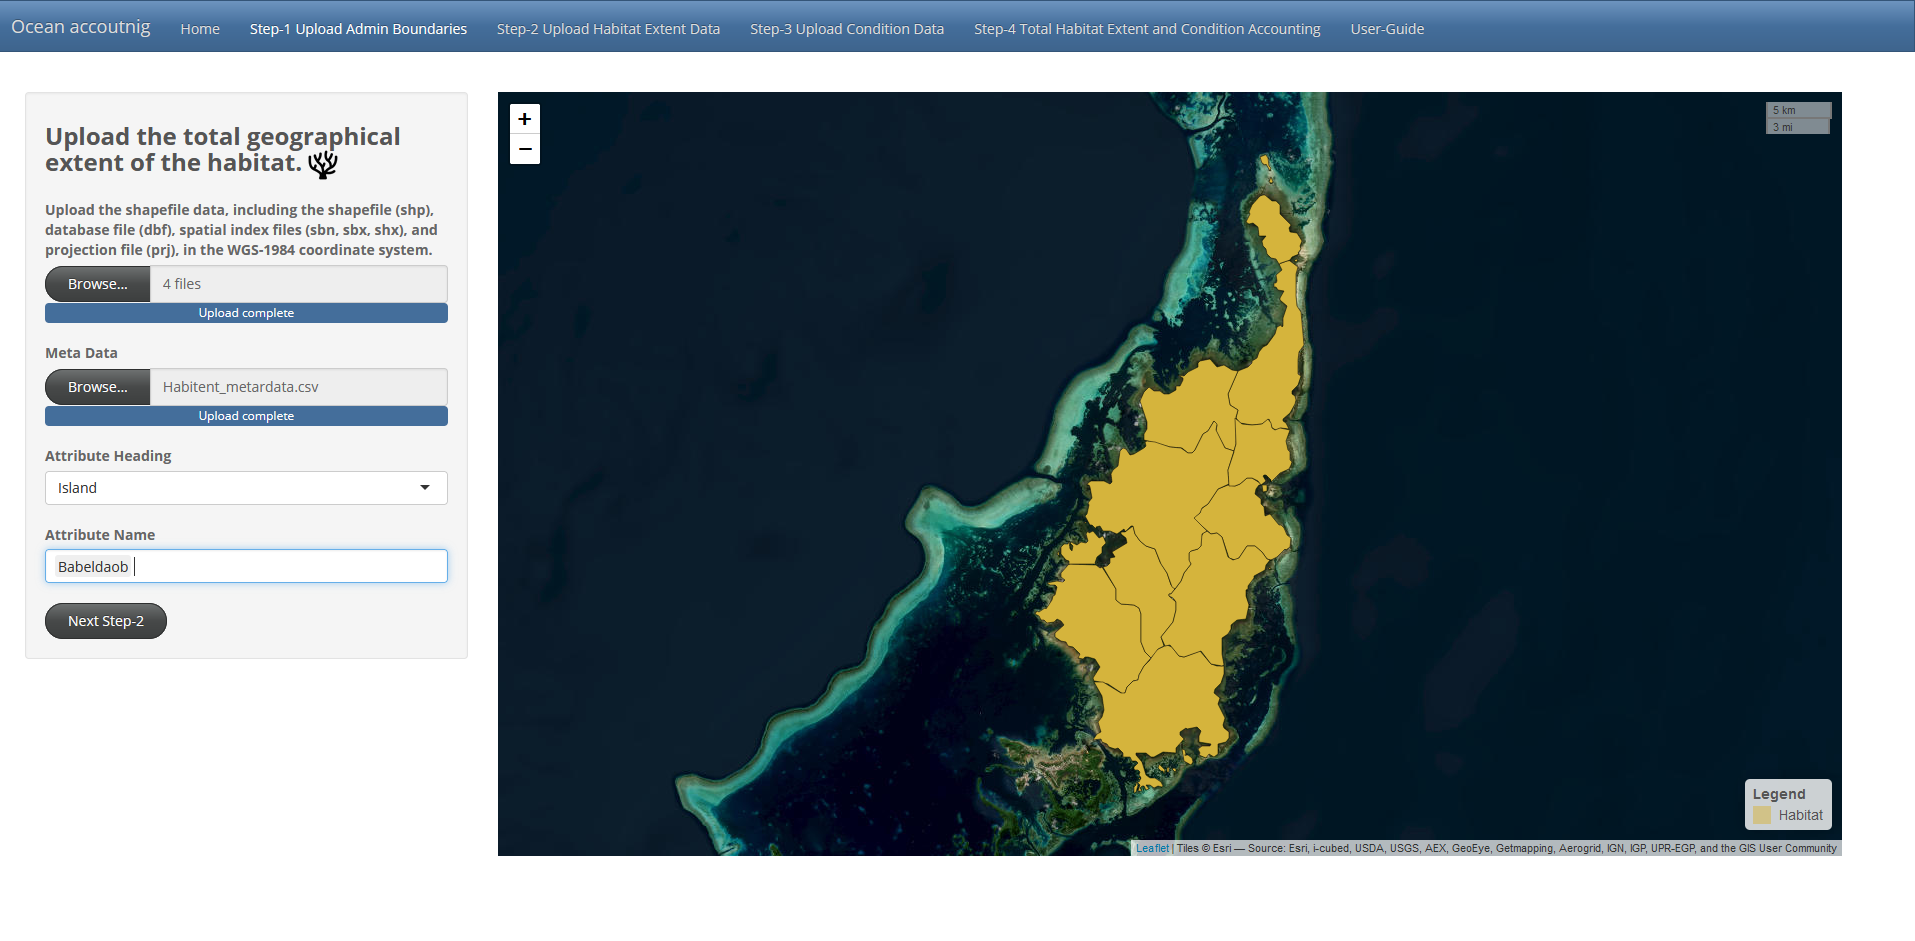 Ocean accoutnig Home Step-1 Upload Admin Boundaries Step-2 Upload Habitat Extent Data Step-3 Upload Condition Data Step-4 Total Habitat Extent and Condition Accounting User-Guide
Upload the total geographical
extent of the habitat.
Upload the shapefile data, including the shapefile (shp),
database file (dbf), spatial index files (sbn, sbx, shx), and
projection file (prj), in the WGS-1984 coordinate system.
Browse... 4 files
Upload complete
Meta Data
Browse... Habitent_metardata.csv
Upload complete
Attribute Heading
Island
Attribute Name
Babeldaob
Next Step-2
+
−
5 km
3 mi
Legend
Habitat
Leaflet | Tiles © Esri — Source: Esri, i-cubed, USDA, USGS, AEX, GeoEye, Getmapping, Aerogrid, IGN, IGP, UPR-EGP, and the GIS User Community